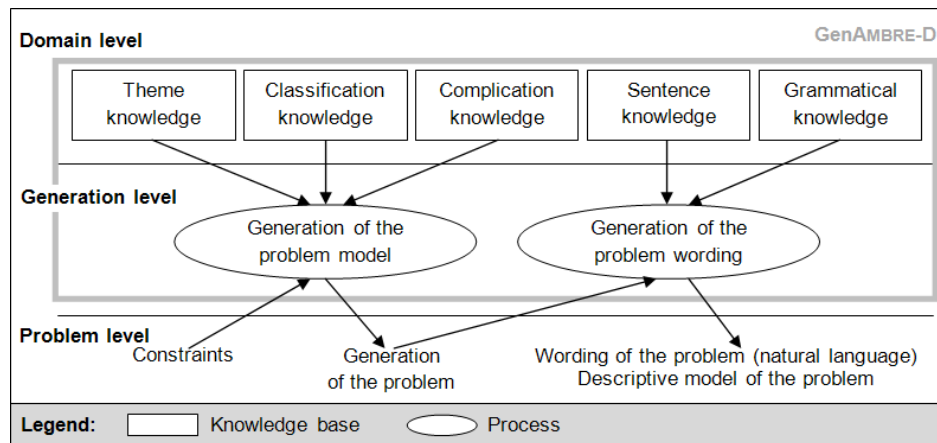 Domain level
GenAMBRE-D
Theme
knowledge
Classification
knowledge
Complication
knowledge
Sentence
knowledge
Grammatical
knowledge
Generation level
Generation of the
problem model
Generation of the
problem wording
Problem level
Constraints
Generation
of the problem
Wording of the problem (natural language)
Descriptive model of the problem
Legend:
Knowledge base
Process